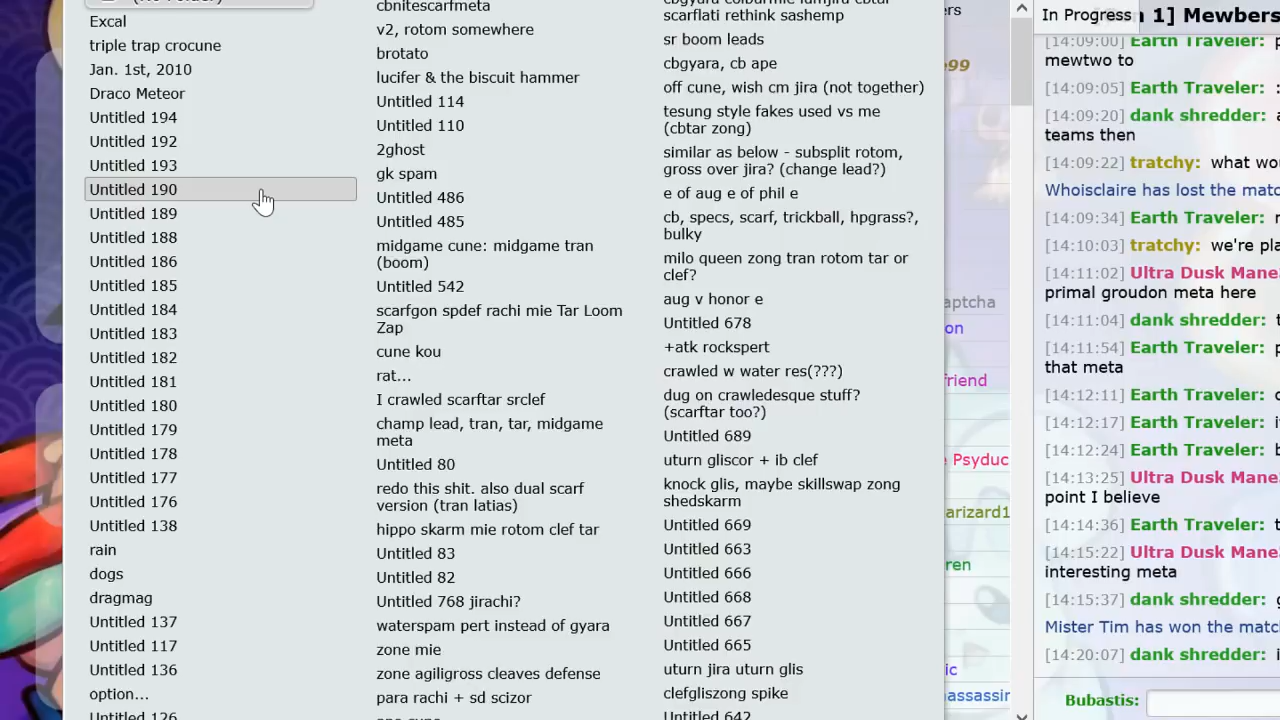 Excal
triple trap crocune
Jan. 1st, 2010
Draco Meteor
Untitled 194
Untitled 192
Untitled 193
Untitled 190
Untitled 189
Untitled 188
Untitled 186
Untitled 185
Untitled 184
Untitled 183
Untitled 182
Untitled 181
Untitled 180
Untitled 179
Untitled 178
Untitled 177
Untitled 176
Untitled 138
rain
dogs
dragmag
Untitled 137
Untitled 117
Untitled 136
option...
Untitled 126
cbnitescarfmeta
v2, rotom somewhere
brotato
lucifer & the biscuit hammer
Untitled 114
Untitled 110
2ghost
gk spam
Untitled 486
Untitled 485
midgame cune: midgame tran
(boom)
Untitled 542
scarfgon spdef rachi mie Tar Loom
Zap
cune kou
rat...
I crawled scarftar srclef
champ lead, tran, tar, midgame
meta
Untitled 80
redo this shit. also dual scarf
version (tran latias)
hippo skarm mie rotom clef tar
Untitled 83
Untitled 82
Untitled 768 jirachi?
waterspam pert instead of gyara
zone mie
zone agiligross cleaves defense
para rachi + sd scizor
scarflati rethink sashemp
sr boom leads
cbgyara, cb ape
off cune, wish cm jira (not together)
tesung style fakes used vs me
(cbtar zong)
similar as below - subsplit rotom,
gross over jira? (change lead?)
e of aug e of phil e
cb, specs, scarf, trickball, hpgrass?,
bulky
milo queen zong tran rotom tar or
clef?
aug v honor e
Untitled 678
+atk rockspert
crawled w water res(???)
dug on crawledesque stuff?
(scarftar too?)
Untitled 689
uturn gliscor + ib clef
knock glis, maybe skillswap zong
shedskarm
Untitled 669
Untitled 663
Untitled 666
Untitled 668
Untitled 667
Untitled 665
uturn jira uturn glis
clefgliszong spike
Untitled 642
ers
99
aptcha
on
friend
e Psyduc
arizard1
ren
ic
assassin
In Progress
1] Mewbers
[14:09:00] Earth Traveler: p
mewtwo to
[14:09:05] Earth Traveler: :
[14:09:20] dank shredder: a
teams then
[14:09:22] tratchy: what wo
Whoisclaire has lost the matc
[14:09:34] Earth Traveler: r
[14:10:03] tratchy: we're pla
[14:11:02] Ultra Dusk Mane
primal groudon meta here
[14:11:04] dank shredder: t
[14:11:54] Earth Traveler: p
that meta
[14:12:11] Earth Traveler: o
[14:12:17] Earth Traveler: i
[14:12:24] Earth Traveler: b
[14:13:25] Ultra Dusk Mane
point I believe
[14:14:36] Earth Traveler: t
[14:15:22] Ultra Dusk Mane
interesting meta
[14:15:37] dank shredder: g
Mister Tim has won the match
[14:20:07] dank shredder: i
Bubastis: